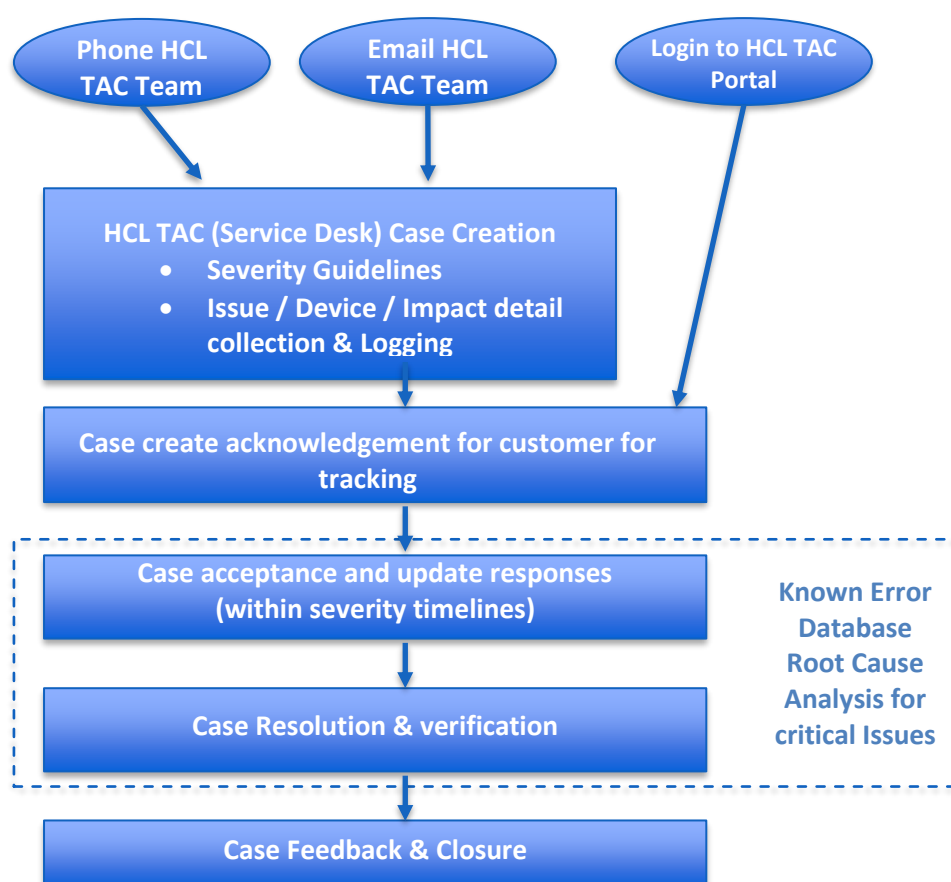 Phone HCL
TAC Team
Email HCL
TAC Team
Login to HCL TAC
Portal
HCL TAC (Service Desk) Case Creation
• Severity Guidelines
• Issue / Device / Impact detail
collection & Logging
Case create acknowledgement for customer for
tracking
Case acceptance and update responses
(within severity timelines)
Known Error
Database
Root Cause
Analysis for
critical Issues
Case Resolution & verification
Case Feedback & Closure